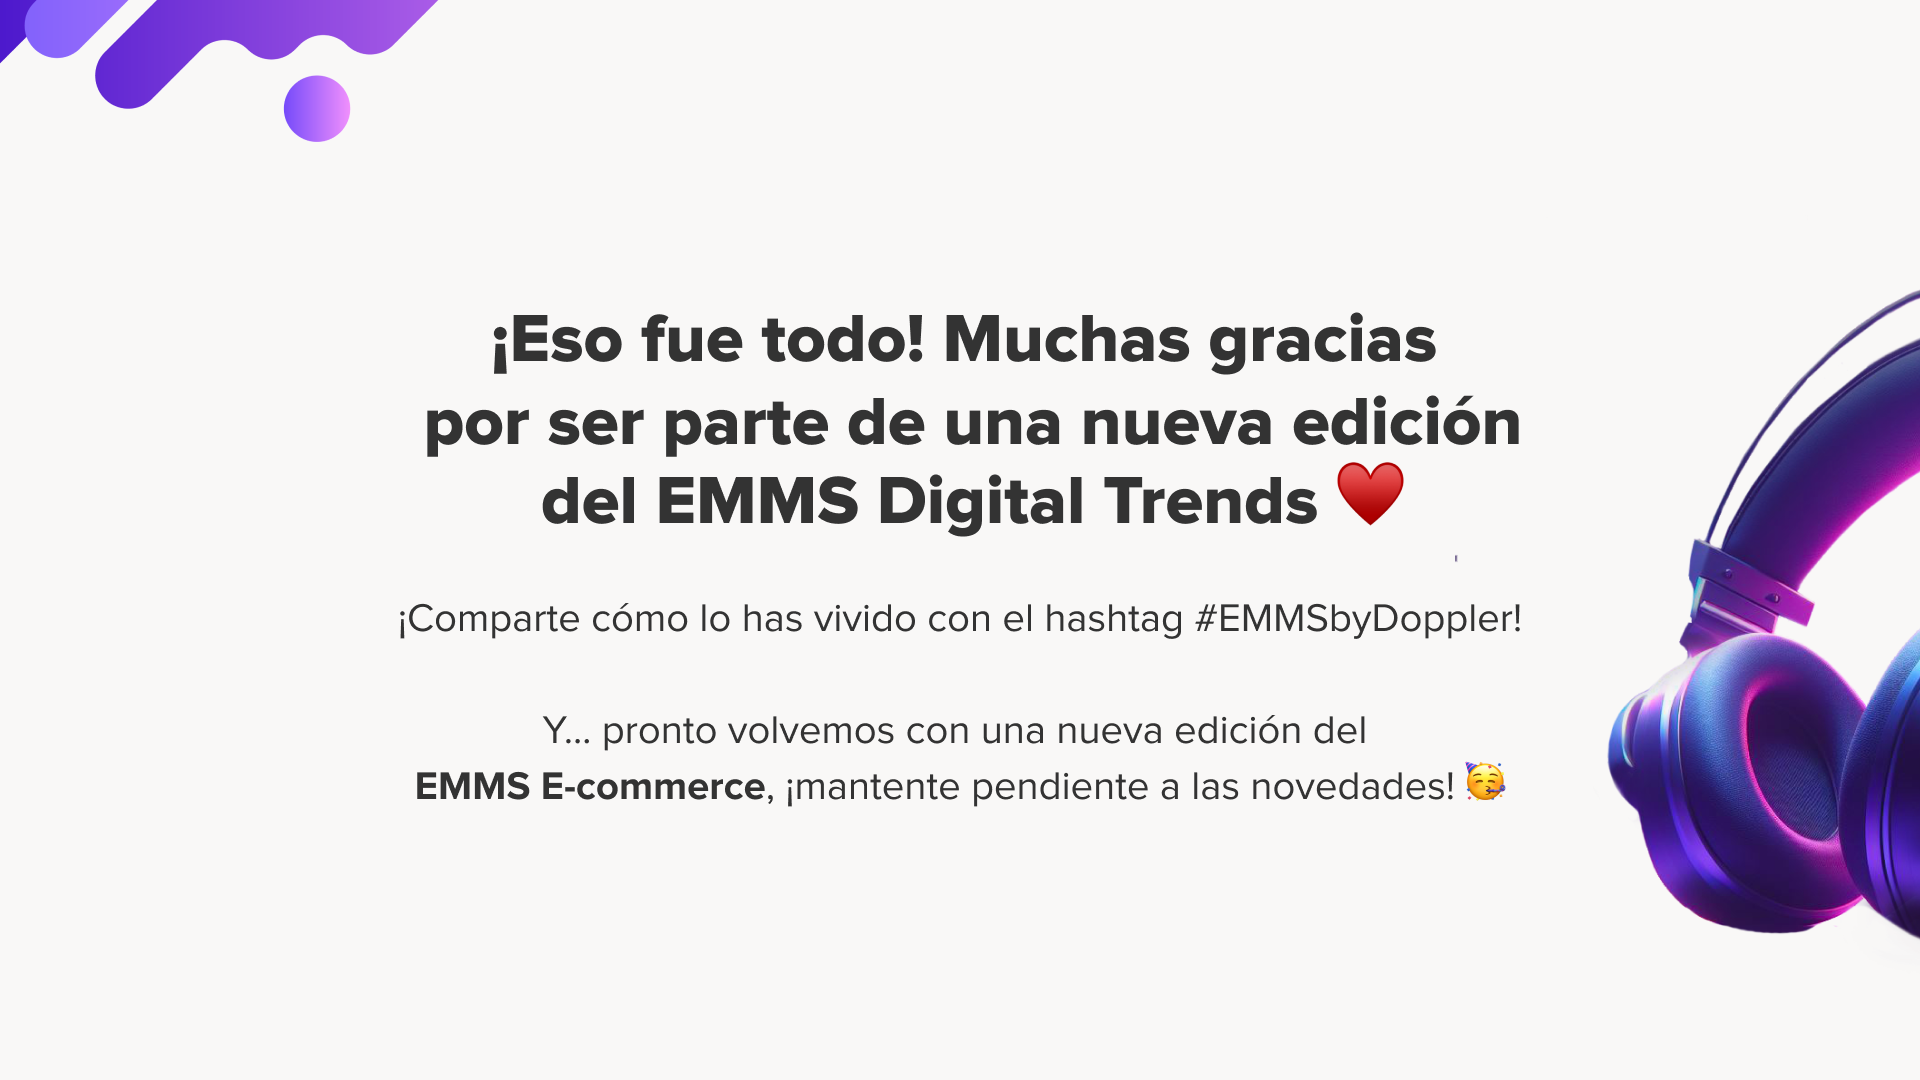 ¡Eso fue todo! Muchas gracias
por ser parte de una nueva edición
del EMMS Digital Trends ♥️
¡Comparte cómo lo has vivido con el hashtag #EMMSbyDoppler!
Y... pronto volvemos con una nueva edición del
EMMS E-commerce, ¡mantente pendiente a las novedades! 🥳